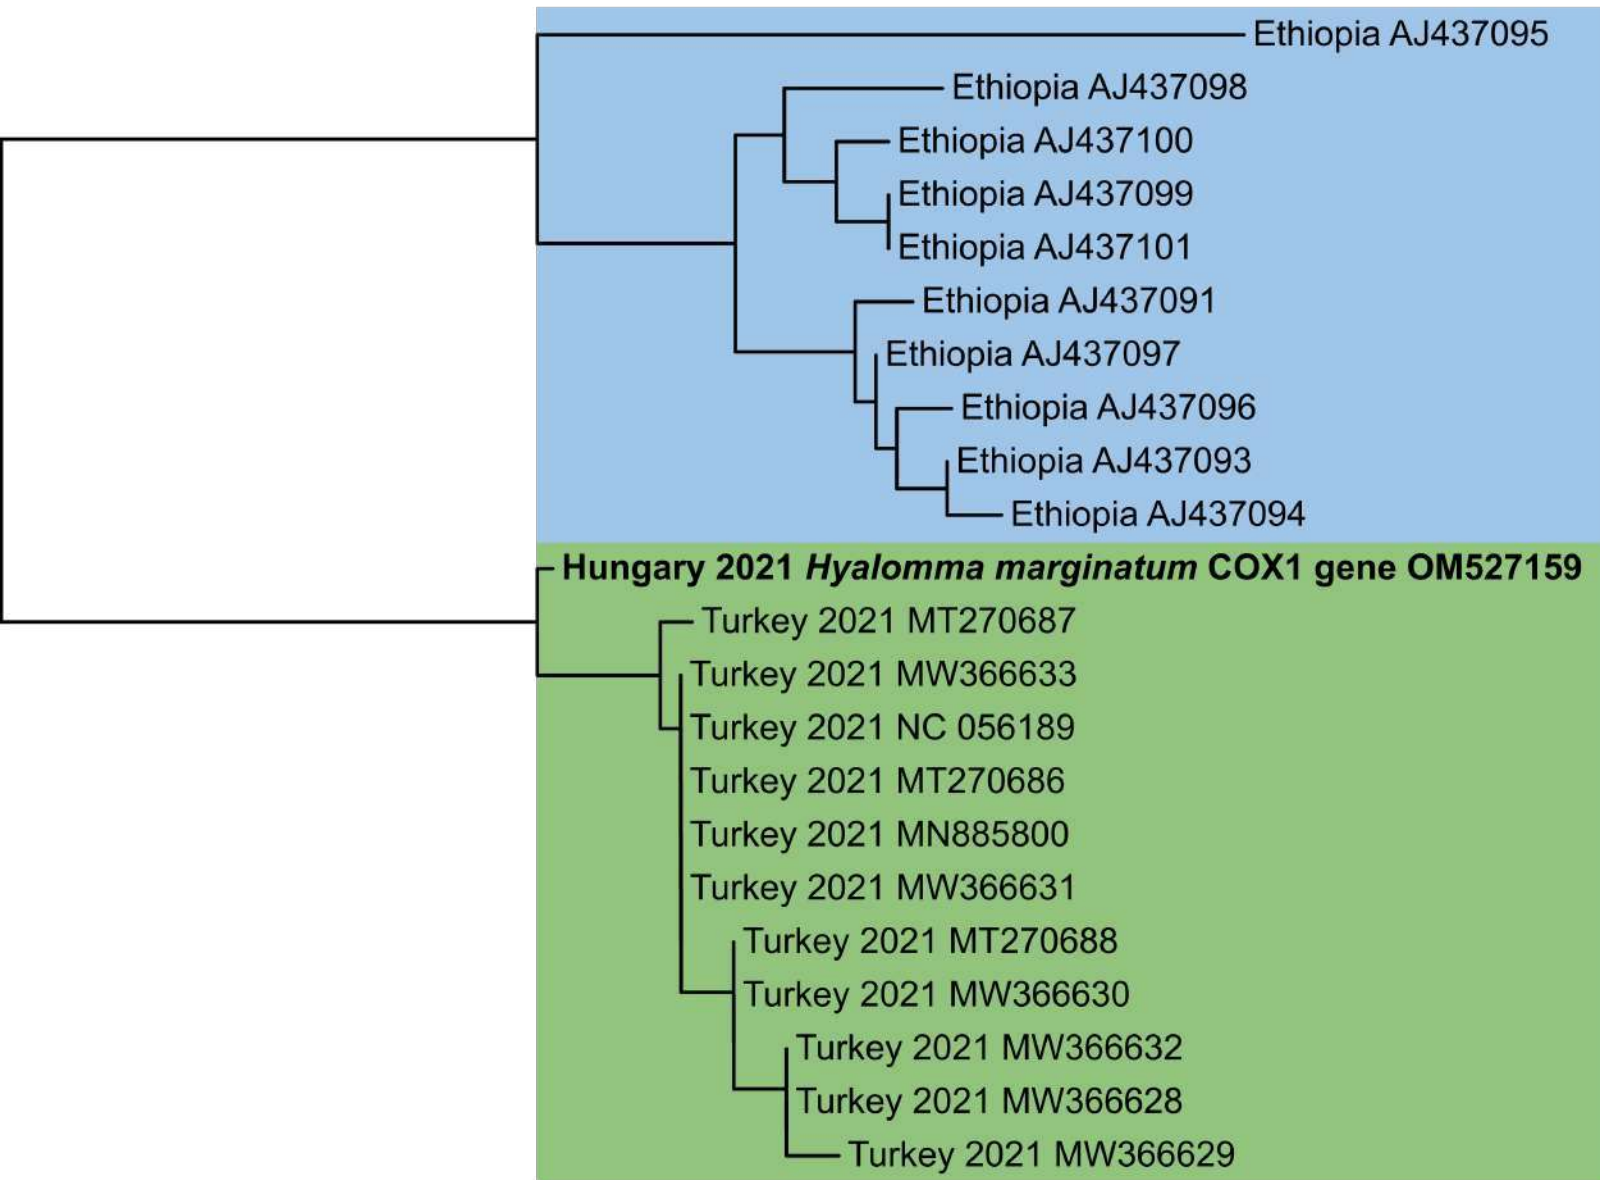 Ethiopia AJ437095
Ethiopia AJ437098
Ethiopia AJ437100
Ethiopia AJ437099
Ethiopia AJ437101
Ethiopia AJ437091
Ethiopia AJ437097
Ethiopia AJ437096
Ethiopia AJ437093
Ethiopia AJ437094
Hungary 2021 Hyalomma marginatum COX1 gene OM527159
Turkey 2021 MT270687
Turkey 2021 MW366633
Turkey 2021 NC 056189
Turkey 2021 MT270686
Turkey 2021 MN885800
Turkey 2021 MW366631
Turkey 2021 MT270688
Turkey 2021 MW366630
Turkey 2021 MW366632
Turkey 2021 MW366628
Turkey 2021 MW366629